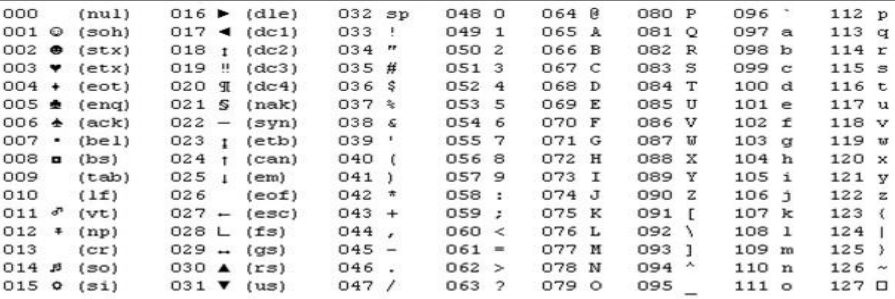 000   (nul)   016 ► (dle)   032 sp   048 0   064 @   080 P   096 `   112 p
001 ☺ (soh)   017 ◄ (dc1)   033 !   049 1   065 A   081 Q   097 a   113 q
002 ☻ (stx)   018 ↕ (dc2)   034 "   050 2   066 B   082 R   098 b   114 r
003 ♥ (etx)   019 ‼ (dc3)   035 #   051 3   067 C   083 S   099 c   115 s
004 ♦ (eot)   020 ¶ (dc4)   036 $   052 4   068 D   084 T   100 d   116 t
005 ♣ (enq)   021 § (nak)   037 %   053 5   069 E   085 U   101 e   117 u
006 ♠ (ack)   022 ▬ (syn)   038 &   054 6   070 F   086 V   102 f   118 v
007 • (bel)   023 ↨ (etb)   039 '   055 7   071 G   087 W   103 g   119 w
008 ◘ (bs)   024 ↑ (can)   040 (   056 8   072 H   088 X   104 h   120 x
009   (tab)   025 ↓ (em)   041 )   057 9   073 I   089 Y   105 i   121 y
010   (lf)   026   (eof)   042 *   058 :   074 J   090 Z   106 j   122 z
011 ♂ (vt)   027 ← (esc)   043 +   059 ;   075 K   091 [   107 k   123 {
012 ♀ (np)   028 ∟ (fs)   044 ,   060 <   076 L   092 \   108 l   124 |
013   (cr)   029 ↔ (gs)   045 -   061 =   077 M   093 ]   109 m   125 }
014 ♫ (so)   030 ▲ (rs)   046 .   062 >   078 N   094 ^   110 n   126 ~
015 ☼ (si)   031 ▼ (us)   047 /   063 ?   079 O   095 _   111 o   127 □